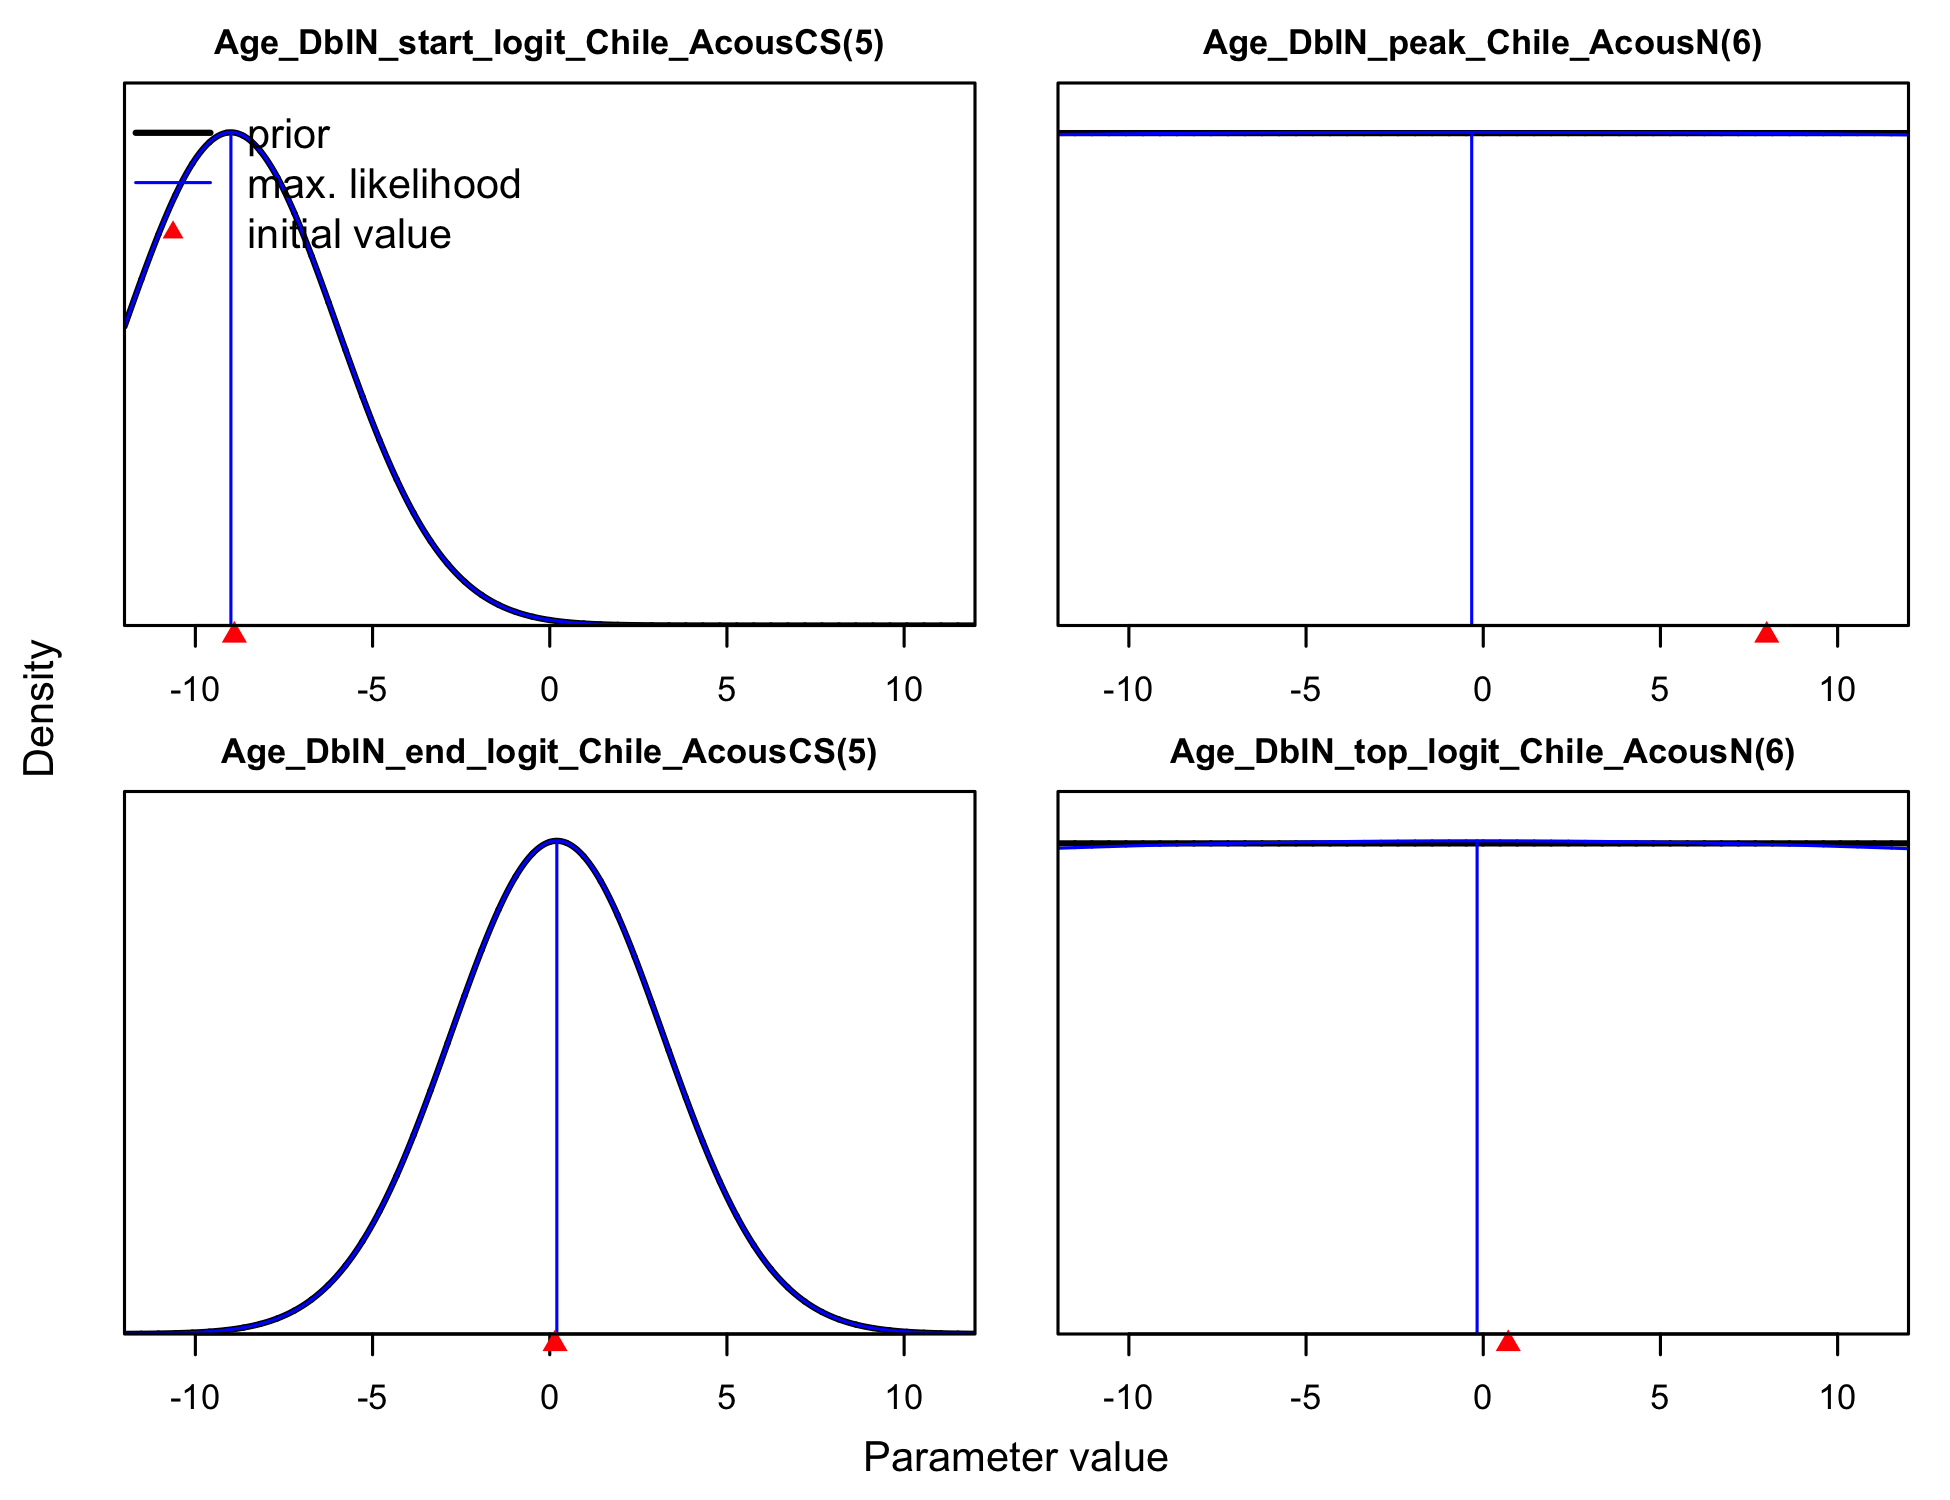 Age_DblN_start_logit_Chile_AcousCS(5)
prior
max. likelihood
initial value
-10 -5 0 5 10
Age_DblN_peak_Chile_AcousN(6)
-10 -5 0 5 10
Age_DblN_end_logit_Chile_AcousCS(5)
-10 -5 0 5 10
Age_DblN_top_logit_Chile_AcousN(6)
-10 -5 0 5 10
Density
Parameter value